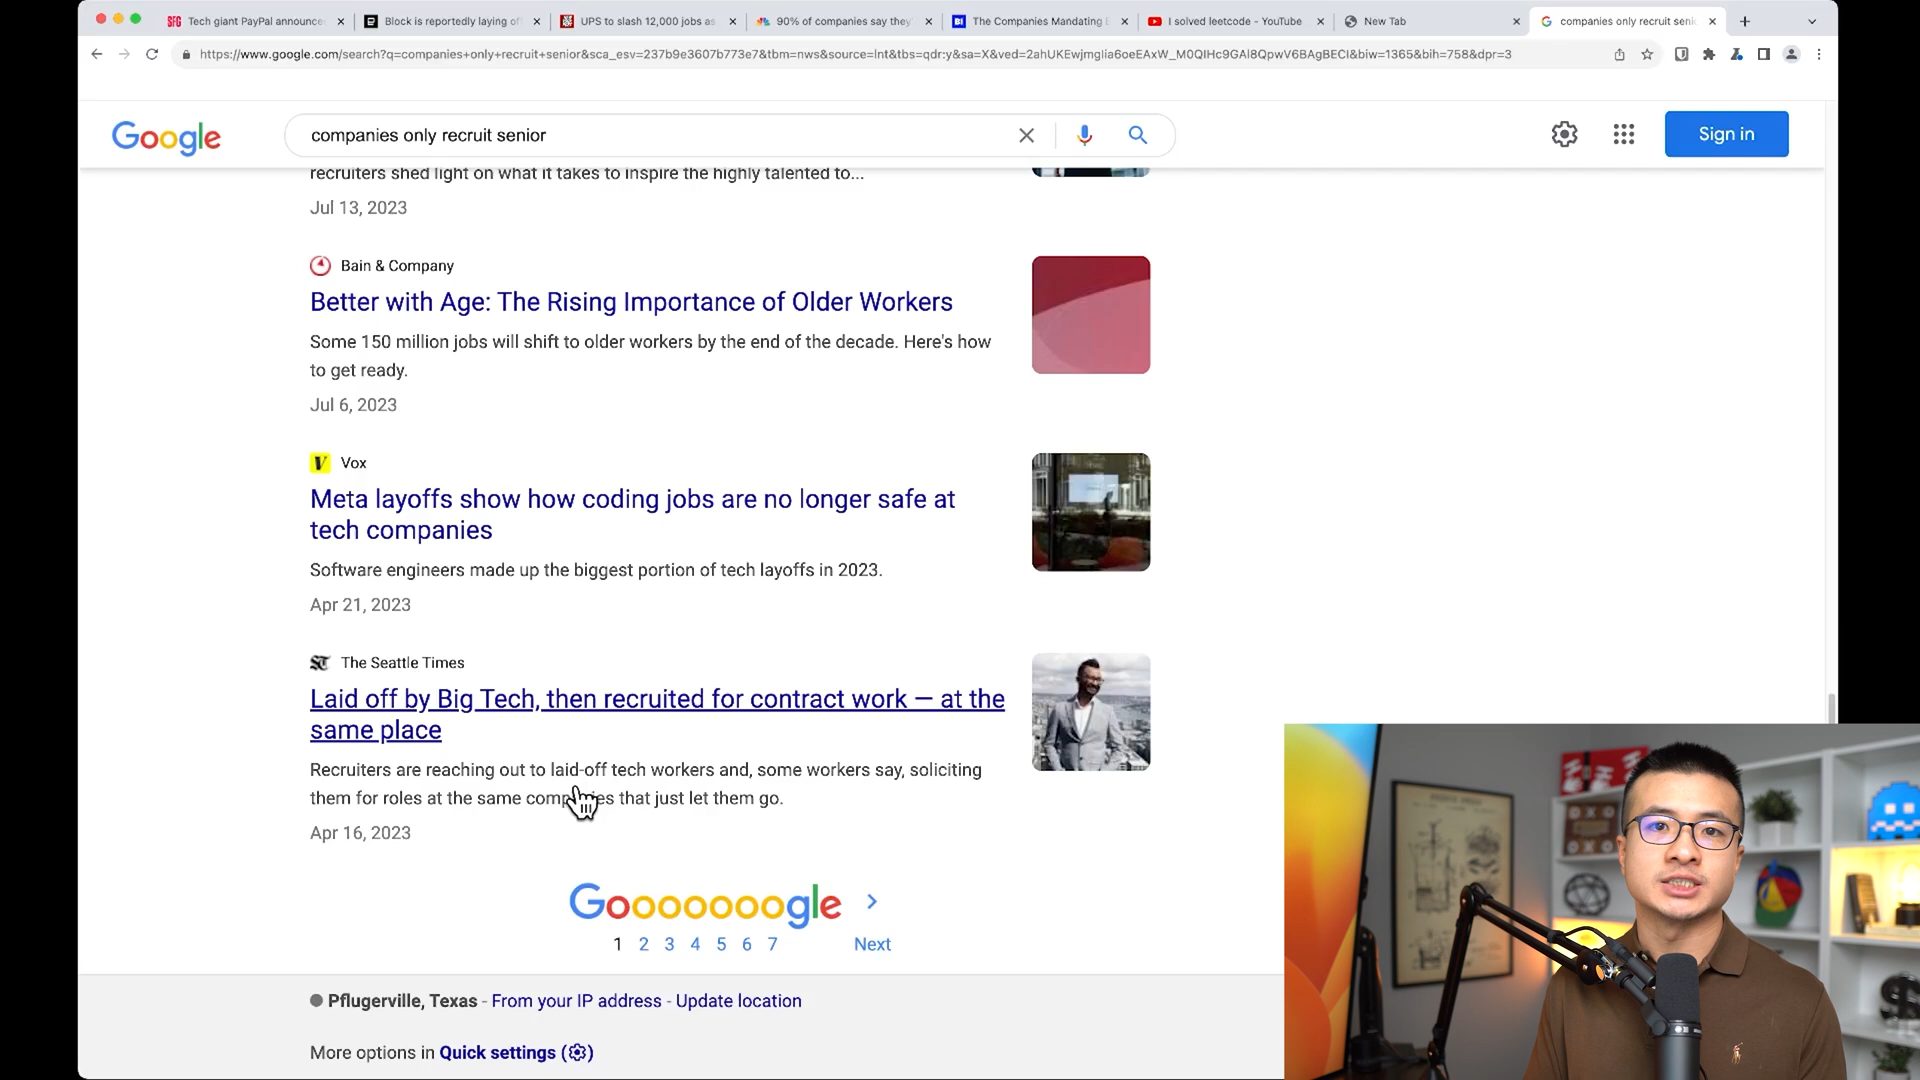 Tech giant PayPal announce
Block is reportedly laying of
UPS to slash 12,000 jobs as
90% of companies say they'
The Companies Mandating
I solved leetcode - YouTube
New Tab
companies only recruit seni
https://www.google.com/search?q=companies+only+recruit+senior&sca_esv=237b9e3607b773e7&tbm=nws&source=lnt&tbs=qdr:y&sa=X&ved=2ahUKEwjmglia6oeEAxW_M0QIHc9GAl8QpwV6BAgBECI&biw=1365&bih=758&dpr=3
Google
companies only recruit senior
Sign in
recruiters shed light on what it takes to inspire the highly talented to...
Jul 13, 2023
Bain & Company
Better with Age: The Rising Importance of Older Workers
Some 150 million jobs will shift to older workers by the end of the decade. Here's how
to get ready.
Jul 6, 2023
Vox
Meta layoffs show how coding jobs are no longer safe at
tech companies
Software engineers made up the biggest portion of tech layoffs in 2023.
Apr 21, 2023
The Seattle Times
Laid off by Big Tech, then recruited for contract work — at the
same place
Recruiters are reaching out to laid-off tech workers and, some workers say, soliciting
them for roles at the same companies that just let them go.
Apr 16, 2023
Gooooooogle >
1 2 3 4 5 6 7 Next
Pflugerville, Texas - From your IP address - Update location
More options in Quick settings